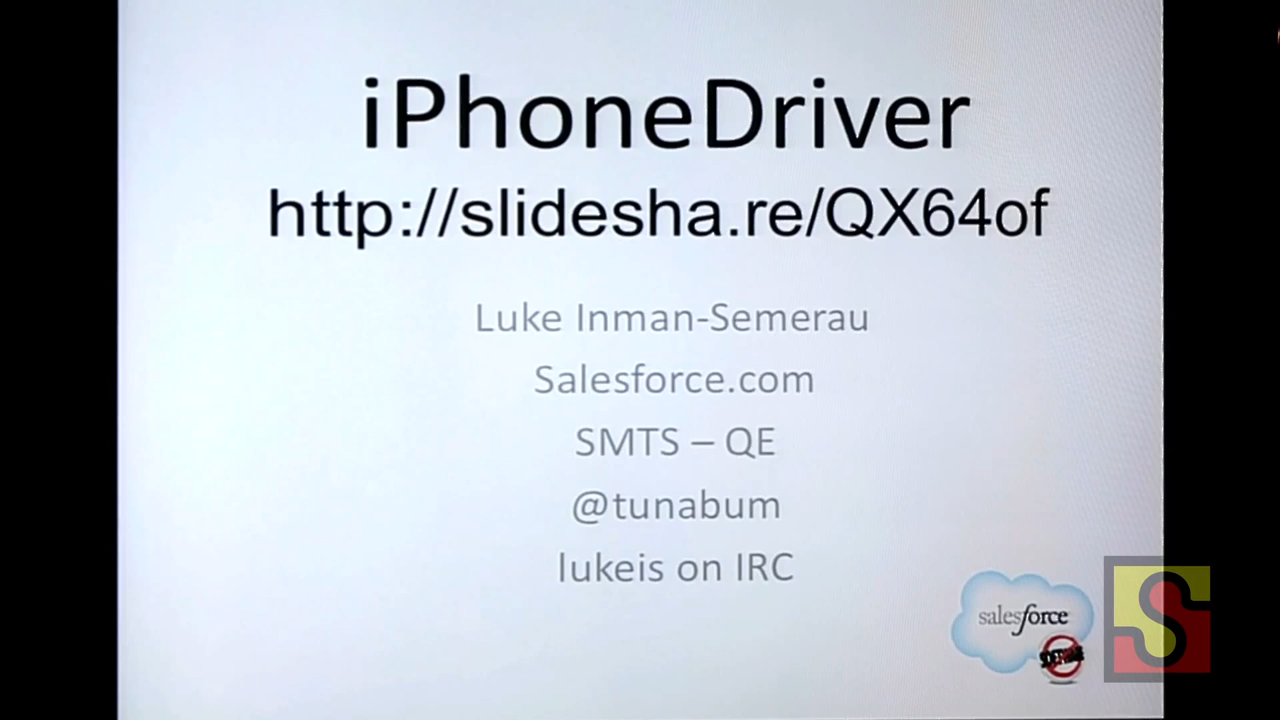 iPhoneDriver
http://slidesha.re/QX64of
Luke Inman-Semerau
Salesforce.com
SMTS – QE
@tunabum
lukeis on IRC
salesforce